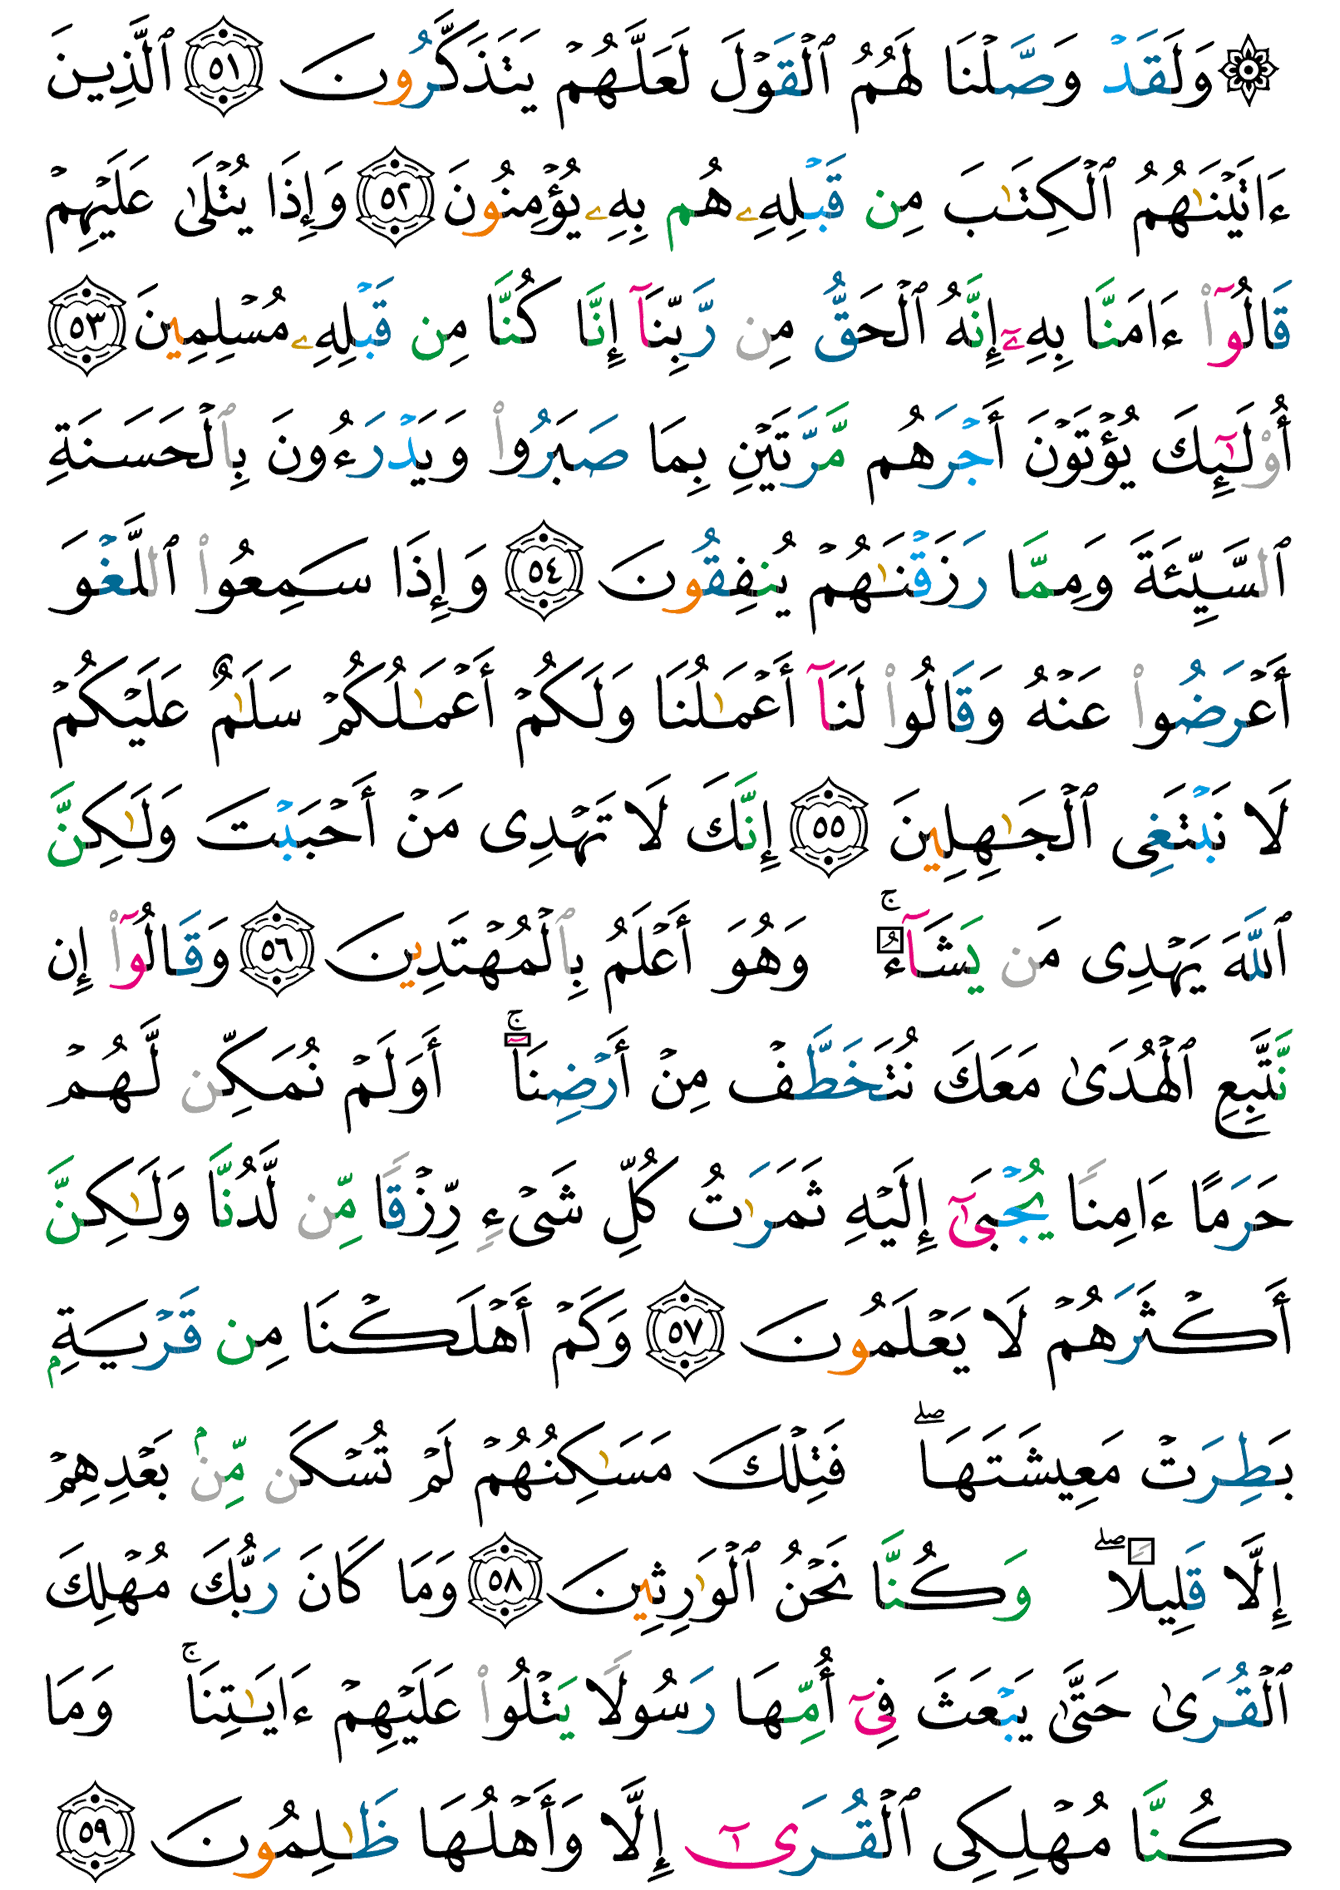 ۞ وَلَقَدْ وَصَّلْنَا لَهُمُ ٱلْقَوْلَ لَعَلَّهُمْ يَتَذَكَّرُونَ ٥١ ٱلَّذِينَ
ءَاتَيْنَـٰهُمُ ٱلْكِتَـٰبَ مِن قَبْلِهِۦ هُم بِهِۦ يُؤْمِنُونَ ٥٢ وَإِذَا يُتْلَىٰ عَلَيْهِمْ
قَالُوٓا۟ ءَامَنَّا بِهِۦٓ إِنَّهُ ٱلْحَقُّ مِن رَّبِّنَآ إِنَّا كُنَّا مِن قَبْلِهِۦ مُسْلِمِينَ ٥٣
أُو۟لَـٰٓئِكَ يُؤْتَوْنَ أَجْرَهُم مَّرَّتَيْنِ بِمَا صَبَرُوا۟ وَيَدْرَءُونَ بِٱلْحَسَنَةِ
ٱلسَّيِّئَةَ وَمِمَّا رَزَقْنَـٰهُمْ يُنفِقُونَ ٥٤ وَإِذَا سَمِعُوا۟ ٱللَّغْوَ
أَعْرَضُوا۟ عَنْهُ وَقَالُوا۟ لَنَآ أَعْمَـٰلُنَا وَلَكُمْ أَعْمَـٰلُكُمْ سَلَـٰمٌ عَلَيْكُمْ
لَا نَبْتَغِى ٱلْجَـٰهِلِينَ ٥٥ إِنَّكَ لَا تَهْدِى مَنْ أَحْبَبْتَ وَلَـٰكِنَّ
ٱللَّهَ يَهْدِى مَن يَشَآءُ ۚ وَهُوَ أَعْلَمُ بِٱلْمُهْتَدِينَ ٥٦ وَقَالُوٓا۟ إِن
نَّتَّبِعِ ٱلْهُدَىٰ مَعَكَ نُتَخَطَّفْ مِنْ أَرْضِنَآ ۚ أَوَلَمْ نُمَكِّن لَّهُمْ
حَرَمًا ءَامِنًا يُجْبَىٰٓ إِلَيْهِ ثَمَرَٰتُ كُلِّ شَىْءٍ رِّزْقًا مِّن لَّدُنَّا وَلَـٰكِنَّ
أَكْثَرَهُمْ لَا يَعْلَمُونَ ٥٧ وَكَمْ أَهْلَكْنَا مِن قَرْيَةٍۭ
بَطِرَتْ مَعِيشَتَهَا ۖ فَتِلْكَ مَسَـٰكِنُهُمْ لَمْ تُسْكَن مِّنۢ بَعْدِهِمْ
إِلَّا قَلِيلًا ۖ وَكُنَّا نَحْنُ ٱلْوَٰرِثِينَ ٥٨ وَمَا كَانَ رَبُّكَ مُهْلِكَ
ٱلْقُرَىٰ حَتَّىٰ يَبْعَثَ فِىٓ أُمِّهَا رَسُولًا يَتْلُوا۟ عَلَيْهِمْ ءَايَـٰتِنَا ۚ وَمَا
كُنَّا مُهْلِكِى ٱلْقُرَىٰٓ إِلَّا وَأَهْلُهَا ظَـٰلِمُونَ ٥٩